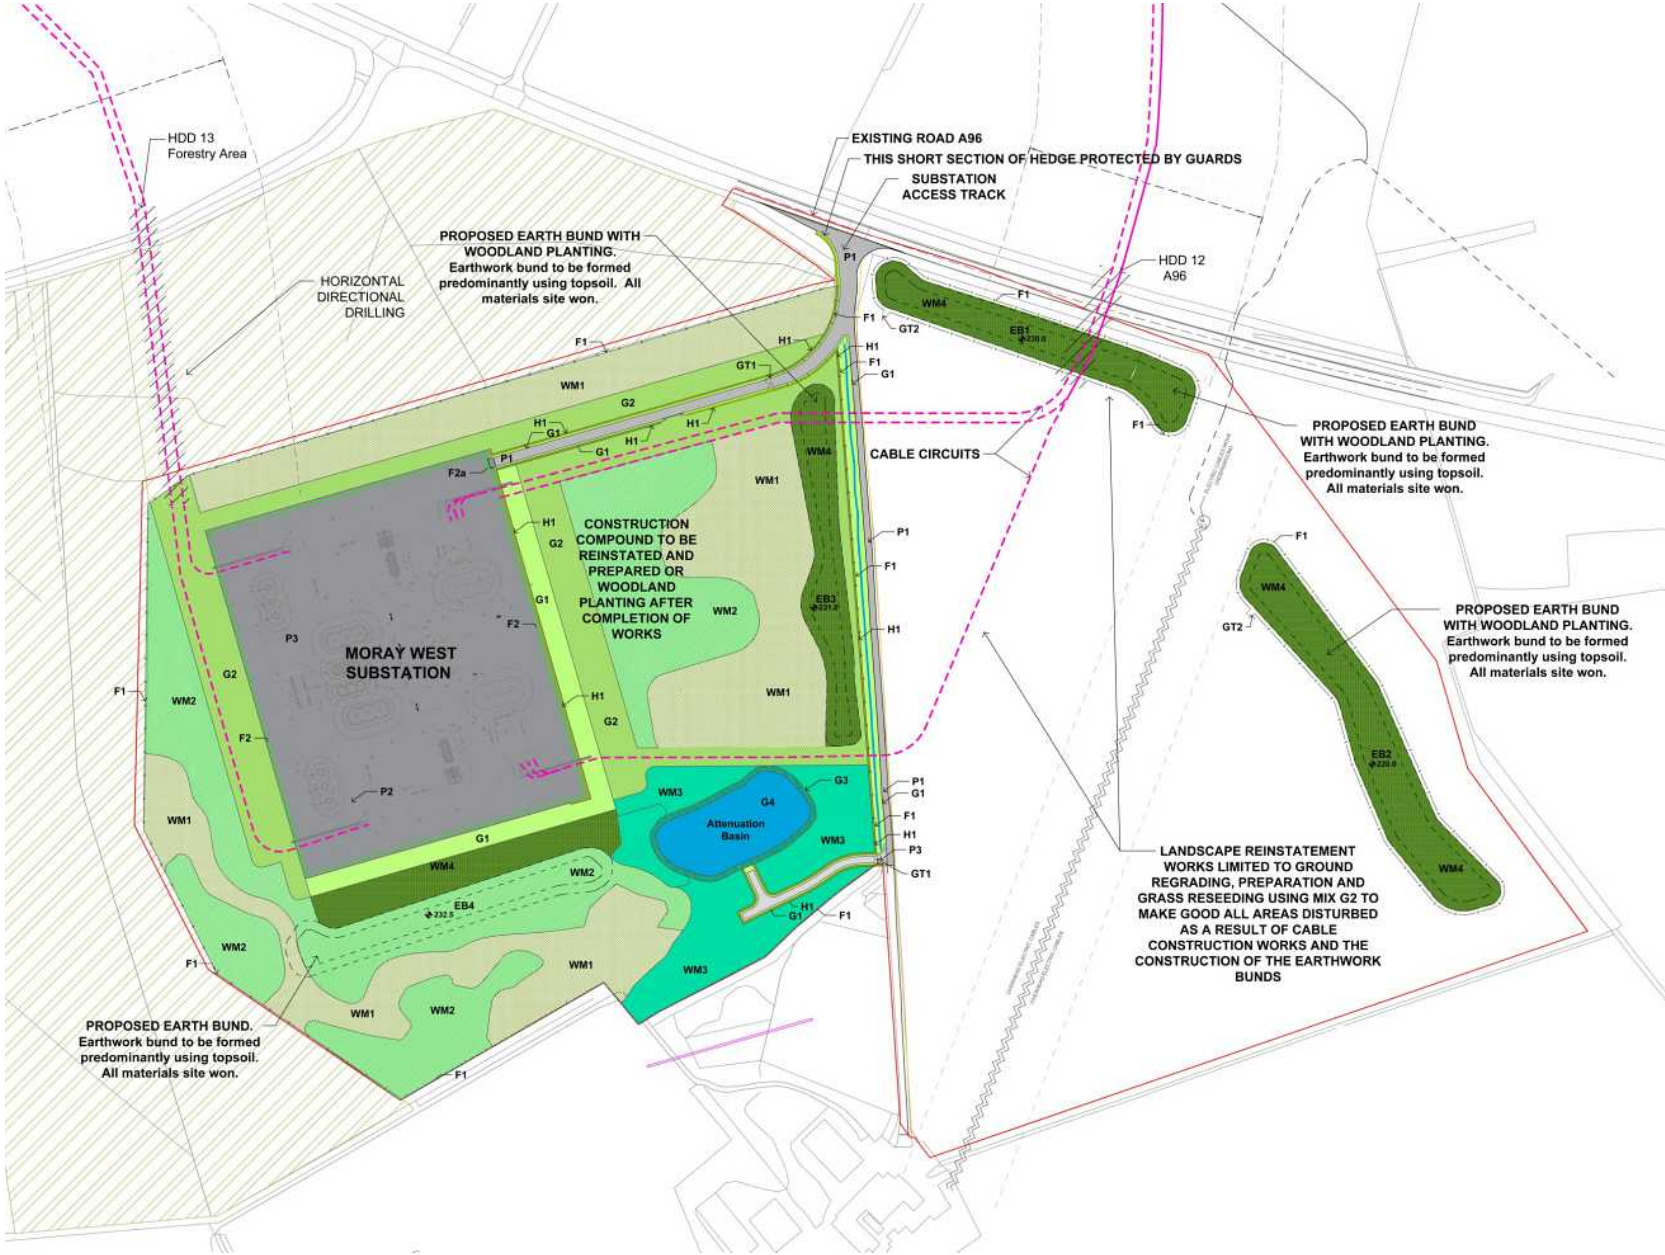 HDD 13
Forestry Area
EXISTING ROAD A96
THIS SHORT SECTION OF HEDGE PROTECTED BY GUARDS
SUBSTATION
ACCESS TRACK
PROPOSED EARTH BUND WITH
WOODLAND PLANTING.
Earthwork bund to be formed
predominantly using topsoil. All
materials site won.
P1
HDD 12
A96
HORIZONTAL
DIRECTIONAL
DRILLING
WM4
F1
F1
GT2
EB1
F1
H1
H1
F1
GT1
G1
WM1
G2
H1
G1
H1
H1
G1
F1
PROPOSED EARTH BUND
WITH WOODLAND PLANTING.
Earthwork bund to be formed
predominantly using topsoil.
All materials site won.
P1
F2a
WM4
CABLE CIRCUITS
WM1
H1
CONSTRUCTION
COMPOUND TO BE
REINSTATED AND
PREPARED OR
WOODLAND
PLANTING AFTER
COMPLETION OF
WORKS
G2
P1
F1
F1
WM4
G1
EB3
WM2
F2
H1
GT2
PROPOSED EARTH BUND
WITH WOODLAND PLANTING.
Earthwork bund to be formed
predominantly using topsoil.
All materials site won.
P3
MORAY WEST
SUBSTATION
G2
F1
WM2
H1
WM1
G2
F2
EB2
220.0
P2
WM3
G3
G4
Attenuation
Basin
P1
G1
F1
H1
P3
GT1
WM1
G1
WM3
WM4
WM2
EB4
232.5
H1
G1
F1
WM4
LANDSCAPE REINSTATEMENT
WORKS LIMITED TO GROUND
REGRADING, PREPARATION AND
GRASS RESEEDING USING MIX G2 TO
MAKE GOOD ALL AREAS DISTURBED
AS A RESULT OF CABLE
CONSTRUCTION WORKS AND THE
CONSTRUCTION OF THE EARTHWORK
BUNDS
WM2
F1
WM1
WM3
WM1
WM2
PROPOSED EARTH BUND.
Earthwork bund to be formed
predominantly using topsoil.
All materials site won.
F1